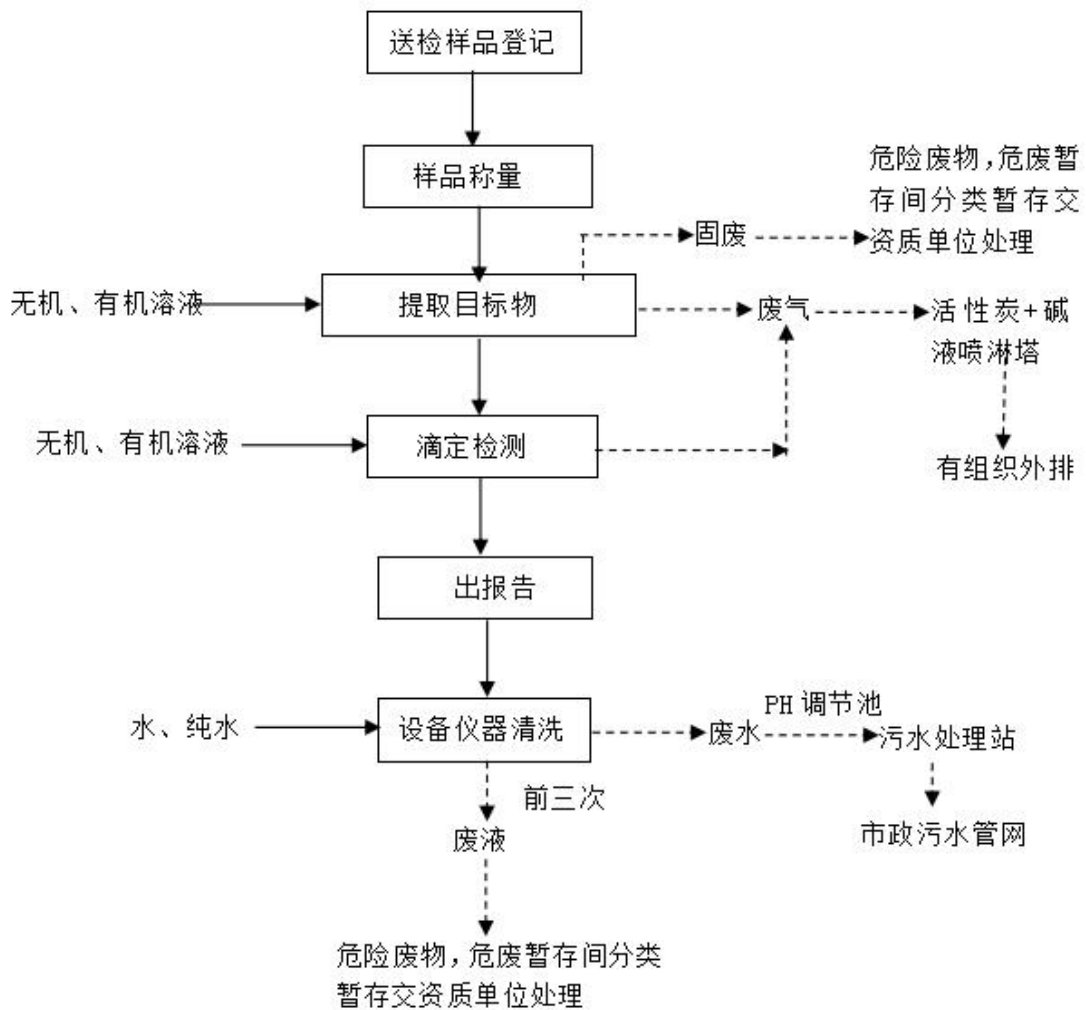 送检样品登记
样品称量
危险废物，危废暂
存间分类暂存交
资质单位处理
固废
无机、有机溶液
提取目标物
废气
活性炭+碱
液喷淋塔
无机、有机溶液
滴定检测
有组织外排
出报告
水、纯水
设备仪器清洗
废水
PH 调节池
污水处理站
前三次
废液
市政污水管网
危险废物，危废暂存间分类
暂存交资质单位处理